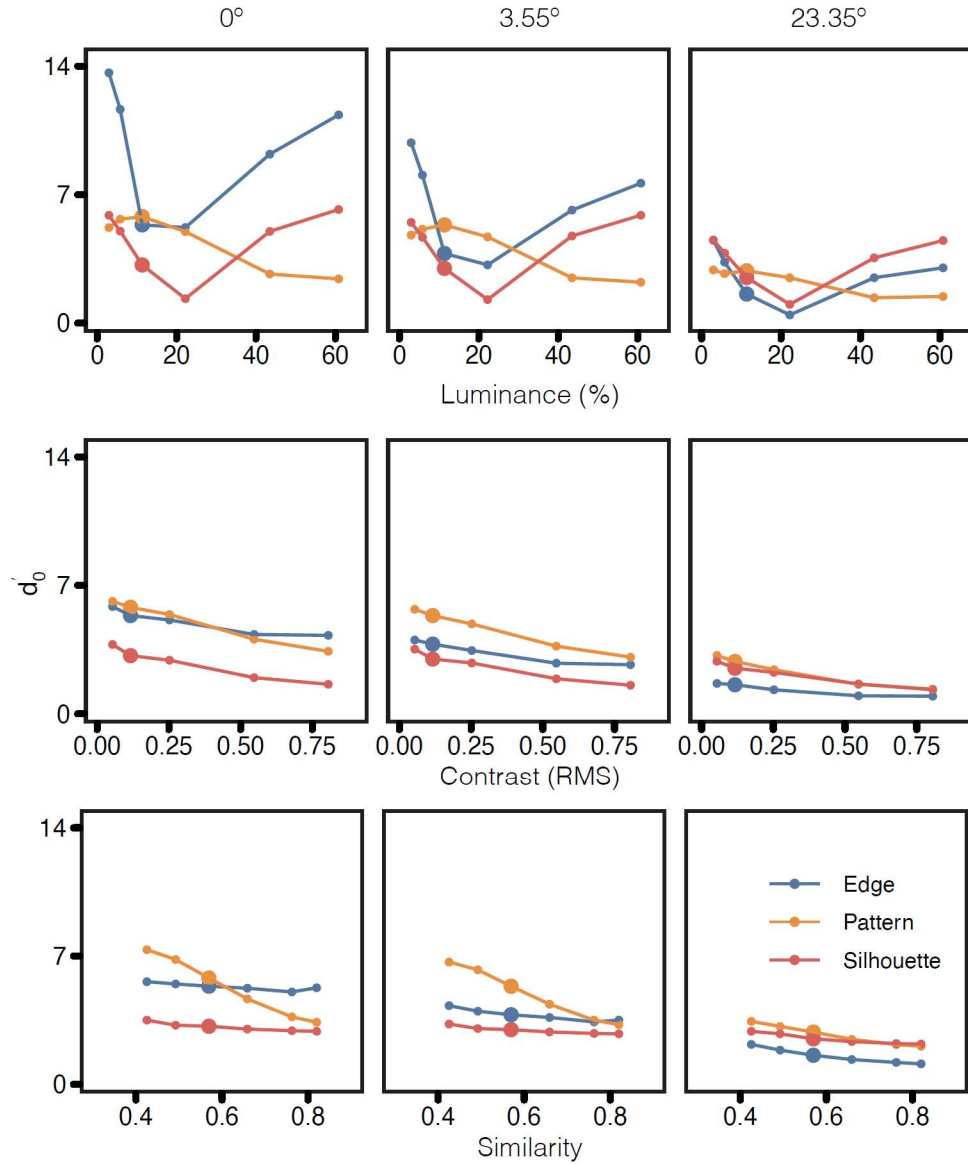 0° 3.55° 23.35°
14
7
0
0 20 40 60 0 20 40 60 0 20 40 60
Luminance (%)
14
7
0
d′0
0.00 0.25 0.50 0.75 0.00 0.25 0.50 0.75 0.00 0.25 0.50 0.75
Contrast (RMS)
14
7
0
Edge
Pattern
Silhouette
0.4 0.6 0.8 0.4 0.6 0.8 0.4 0.6 0.8
Similarity